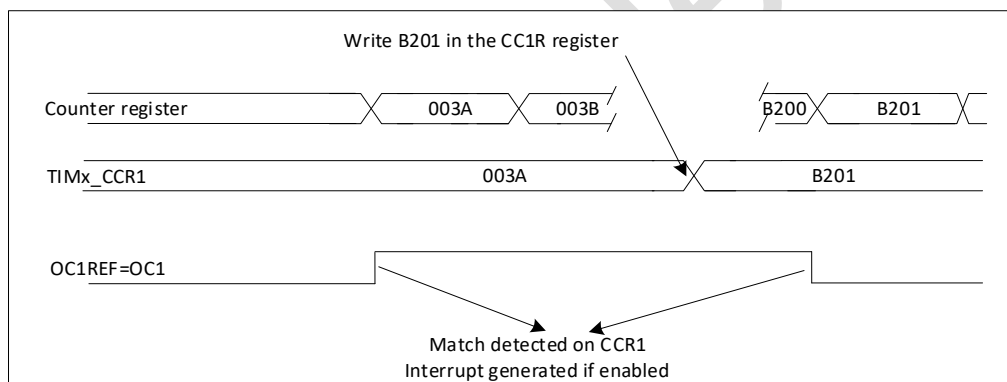 Write B201 in the CC1R register
Counter register 003A 003B B200 B201
TIMx_CCR1 003A B201
OC1REF=OC1
Match detected on CCR1
Interrupt generated if enabled